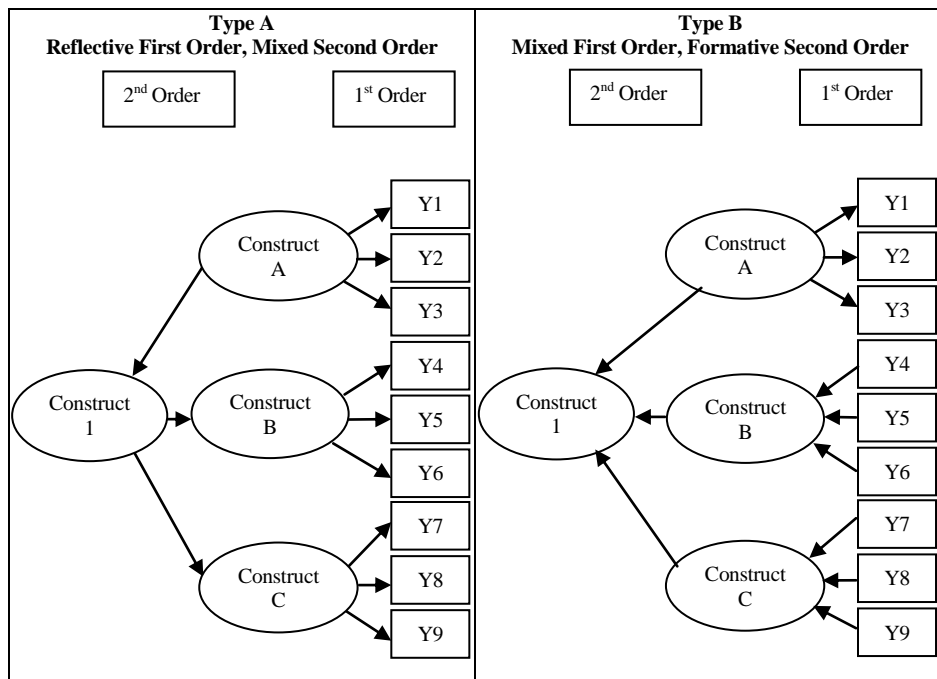 Type A
Reflective First Order, Mixed Second Order
2nd Order
1st Order
Y1
Construct
A
Y2
Y3
Y4
Construct
1
Construct
B
Y5
Y6
Y7
Construct
C
Y8
Y9
Type B
Mixed First Order, Formative Second Order
2nd Order
1st Order
Y1
Construct
A
Y2
Y3
Y4
Construct
1
Construct
B
Y5
Y6
Y7
Construct
C
Y8
Y9